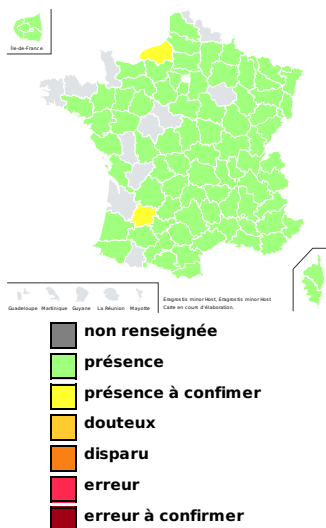 Île-de-France
Guadeloupe Martinique Guyane La Réunion Mayotte
Eragrostis minor Host, Eragrostis minor Host
Carte en cours d'élaboration.
non renseignée
présence
présence à confimer
douteux
disparu
erreur
erreur à confirmer